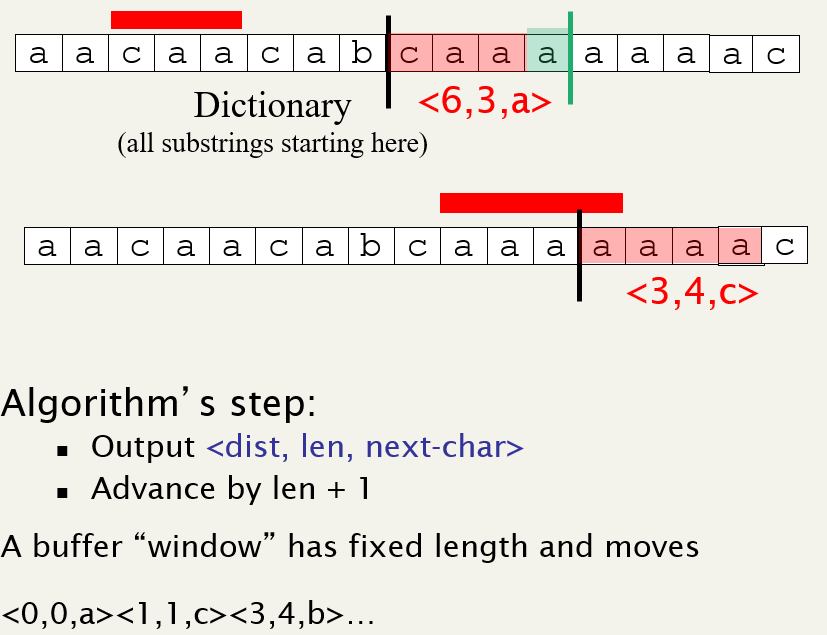 a a c a a c a b c a a a a a a a c
<6,3,a>
Dictionary
(all substrings starting here)
a a c a a c a b c a a a a a a a c
<3,4,c>
Algorithm’s step:
▪ Output <dist, len, next-char>
▪ Advance by len + 1
A buffer “window” has fixed length and moves
<0,0,a><1,1,c><3,4,b>…